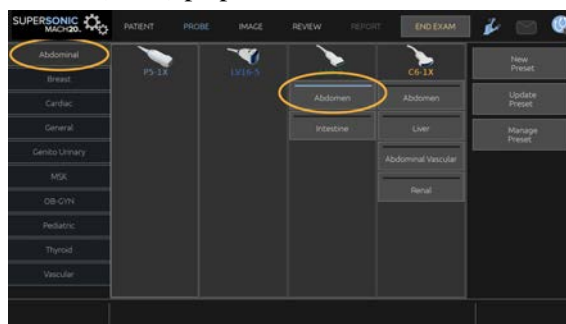 SUPERSONIC
MACH20.
PATIENT
PROBE
IMAGE
REVIEW
REPORT
END EXAM
Abdominal
Breast
Cardiac
General
Genito Urinary
MSK
OB-GYN
Pediatric
Thyroid
Vascular
P5-1X
LV16-5
Abdomen
Intestine
C6-1X
Abdomen
Liver
Abdominal Vascular
Renal
New
Preset
Update
Preset
Manage
Preset